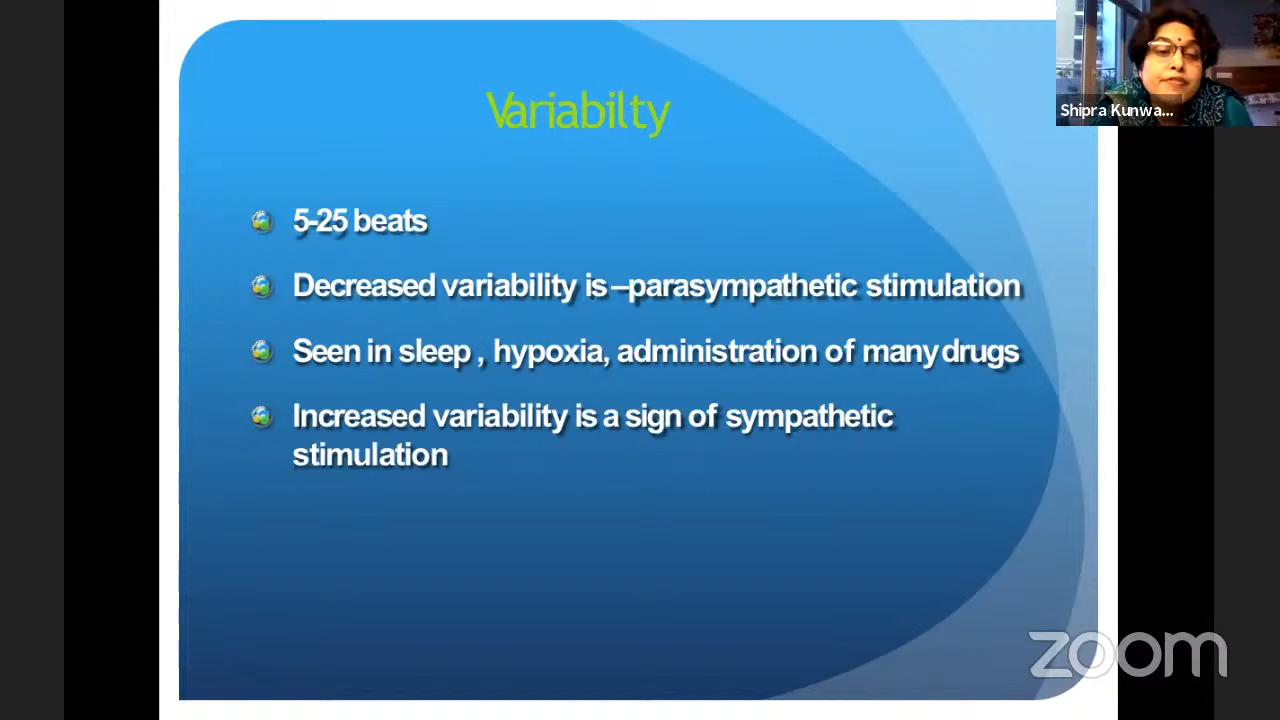 Variabilty
5-25 beats
Decreased variability is –parasympathetic stimulation
Seen in sleep , hypoxia, administration of many drugs
Increased variability is a sign of sympathetic
stimulation
Shipra Kunwa...
zoom